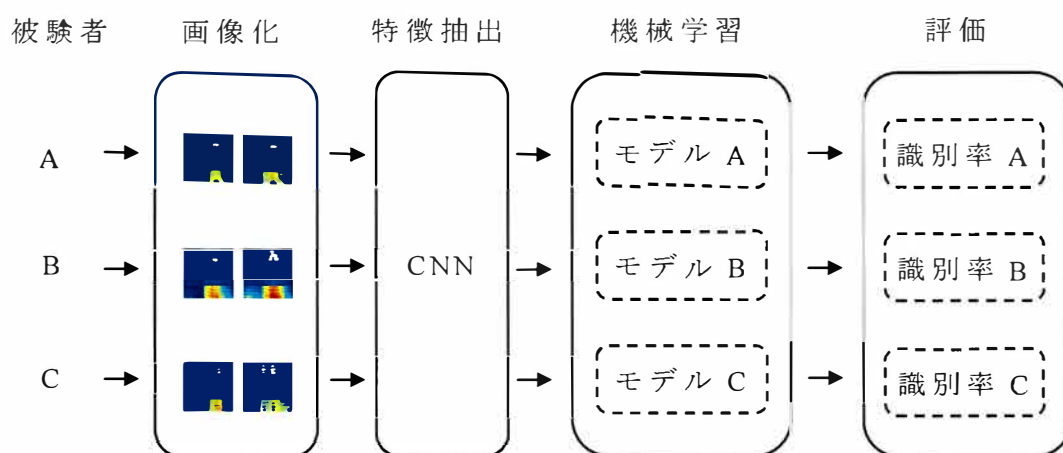 被験者 画像化 特徴抽出 機械学習 評価
A モデル A 識別率 A
B CNN モデル B 識別率 B
C モデル C 識別率 C